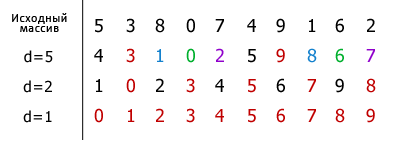 Исходный
массив 5 3 8 0 7 4 9 1 6 2
d=5 4 3 1 0 2 5 9 8 6 7
d=2 1 0 2 3 4 5 6 7 9 8
d=1 0 1 2 3 4 5 6 7 8 9